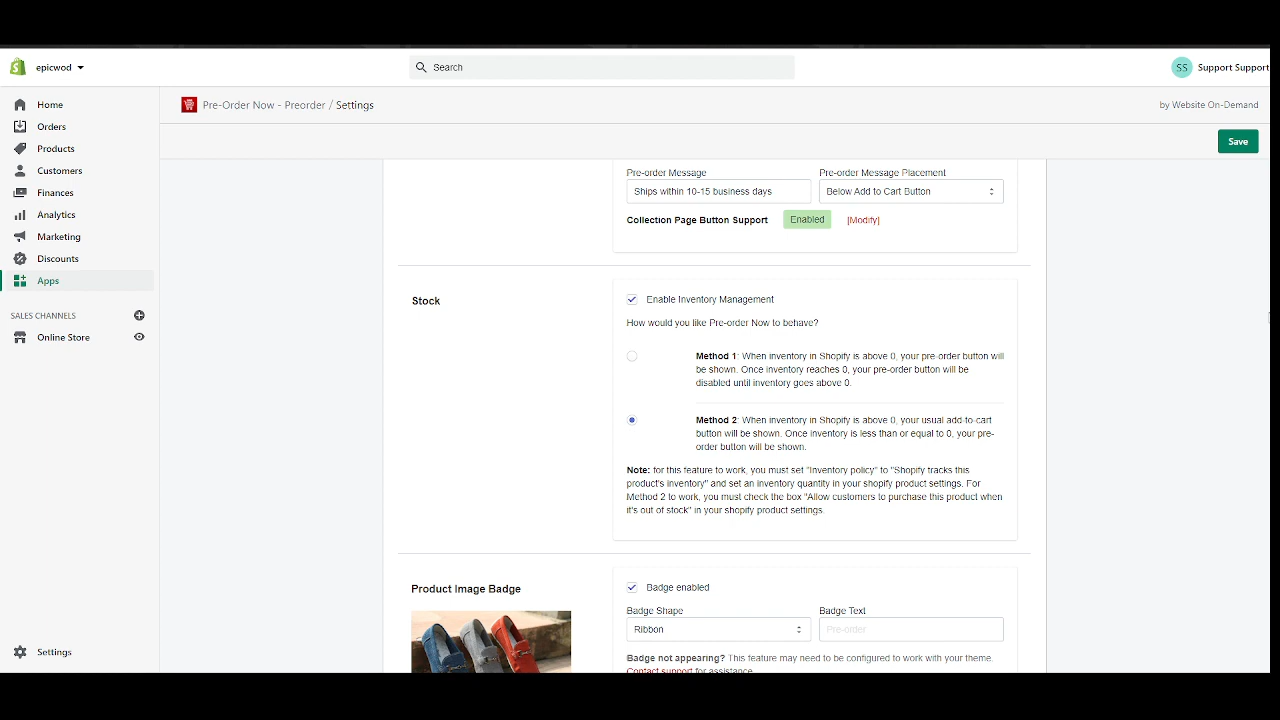 epicwod
Search
SS
Support Support
Home
Orders
Products
Customers
Finances
Analytics
Marketing
Discounts
Apps
SALES CHANNELS
Online Store
Settings
Pre-Order Now - Preorder / Settings
by Website On-Demand
Save
Pre-order Message
Pre-order Message Placement
Ships within 10-15 business days
Below Add to Cart Button
Collection Page Button Support
Enabled
[Modify]
Stock
Enable Inventory Management
How would you like Pre-order Now to behave?
Method 1: When inventory in Shopify is above 0, your pre-order button will
be shown. Once inventory reaches 0, your pre-order button will be
disabled until inventory goes above 0.
Method 2: When inventory in Shopify is above 0, your usual add-to-cart
button will be shown. Once inventory is less than or equal to 0, your pre-
order button will be shown.
Note: for this feature to work, you must set "Inventory policy" to "Shopify tracks this
product's inventory" and set an inventory quantity in your shopify product settings. For
Method 2 to work, you must check the box "Allow customers to purchase this product when
it's out of stock" in your shopify product settings.
Product Image Badge
Badge enabled
Badge Shape
Badge Text
Ribbon
Pre-order
Badge not appearing? This feature may need to be configured to work with your theme.
Contact support for assistance